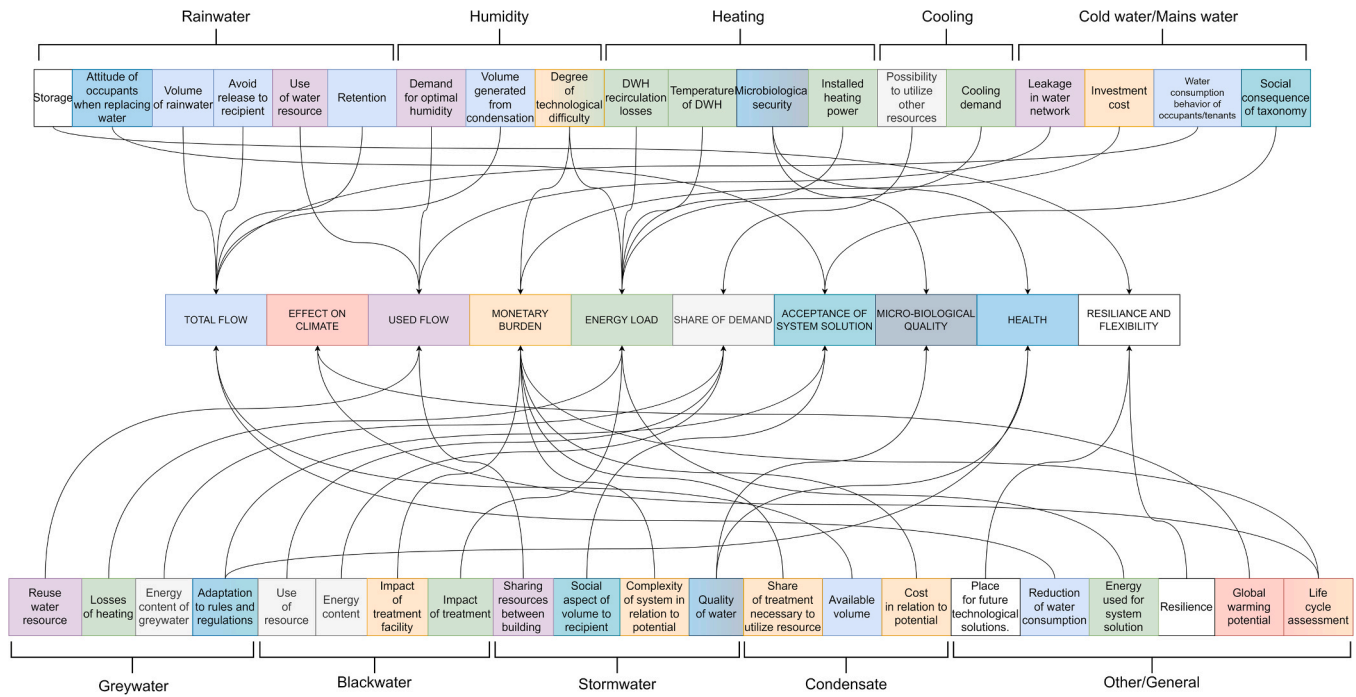 Rainwater
Humidity
Heating
Cooling
Cold water/Mains water
Storage
Attitude of
occupants
when replacing
water
Volume
of rainwater
Avoid
release to
recipient
Use
of water
resource
Retention
Demand
for optimal
humidity
Volume
generated
from
condensation
Degree
of
technological
difficulty
DWH
recirculation
losses
Temperature
of DWH
Microbiologica
security
Installed
heating
power
Possibility
to utilize
other
resources
Cooling
demand
Leakage
in water
network
Investment
cost
Water
consumption
behavior of
occupants/tenants
Social
consequence
of taxonomy
TOTAL FLOW
EFFECT ON
CLIMATE
USED FLOW
MONETARY
BURDEN
ENERGY LOAD
SHARE OF DEMAND
ACCEPTANCE OF
SYSTEM SOLUTION
MICRO-BIOLOGICAL
QUALITY
HEALTH
RESILIANCE AND
FLEXIBILITY
Reuse
water
resource
Losses
of heating
Energy
content of
greywater
Adaptation
to rules and
regulations
Use
of
resource
Energy
content
Impact
of
treatment
facility
Impact
of treatment
Sharing
resources
between
building
Social
aspect of
volume to
recipient
Complexity
of system in
relation to
potential
Quality
of water
Share
of treatment
necessary to
utilize resource
Available
volume
Cost
in relation to
potential
Place
for future
technological
solutions.
Reduction
of water
consumption
Energy
used for
system
solution
Resilience
Global
warming
potential
Life
cycle
assessment
Greywater
Blackwater
Stormwater
Condensate
Other/General